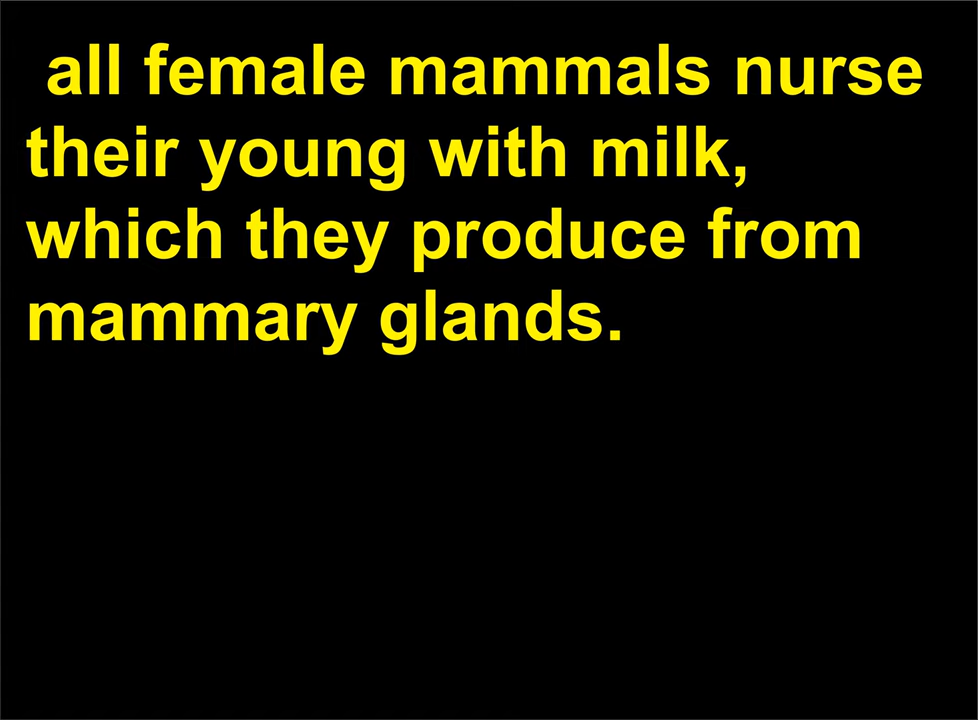 all female mammals nurse
their young with milk,
which they produce from
mammary glands.